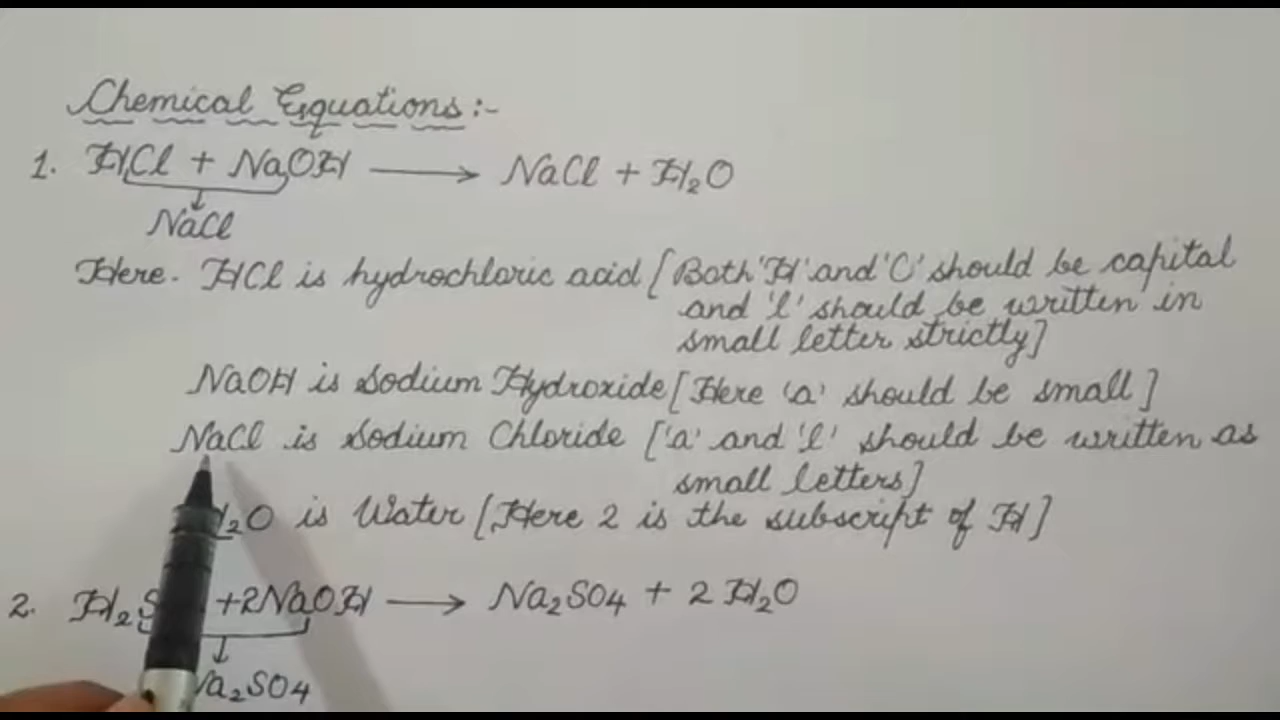 Chemical Equations:-
1. HCl + NaOH ⟶ NaCl + H₂O
NaCl
Here. HCl is hydrochloric acid [Both 'H' and 'C' should be capital
and 'l' should be written in
small letter strictly]
NaOH is Sodium Hydroxide [Here 'a' should be small]
NaCl is Sodium Chloride ['a' and 'l' should be written as
small letters]
₂O is Water [Here 2 is the subscript of H]
2. H₂S +2NaOH ⟶ Na₂SO₄ + 2H₂O
Na₂SO₄